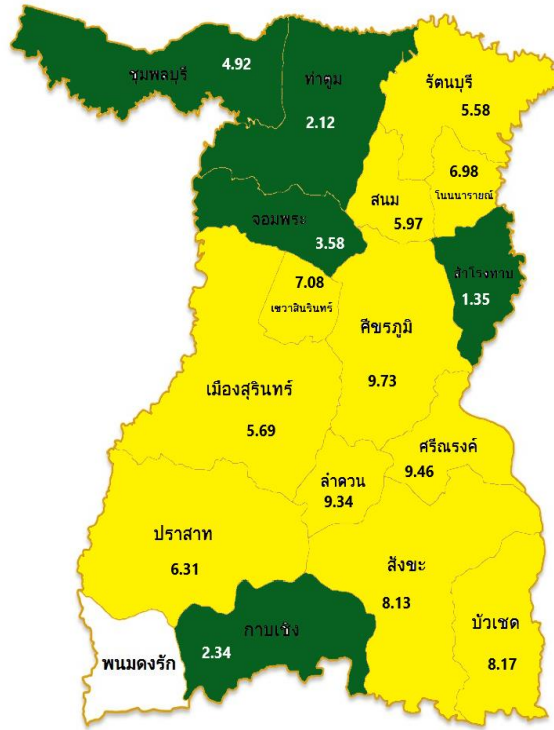 ชุมพลบุรี
4.92
ท่าตูม
2.12
รัตนบุรี
5.58
6.98
โนนนารายณ์
สนม
5.97
จอมพระ
3.58
สำโรงทาบ
1.35
7.08
เขวาสินรินทร์
ศีขรภูมิ
9.73
เมืองสุรินทร์
5.69
ศรีณรงค์
9.46
ลำดวน
9.34
ปราสาท
6.31
สังขะ
8.13
บัวเชด
8.17
กาบเชิง
2.34
พนมดงรัก